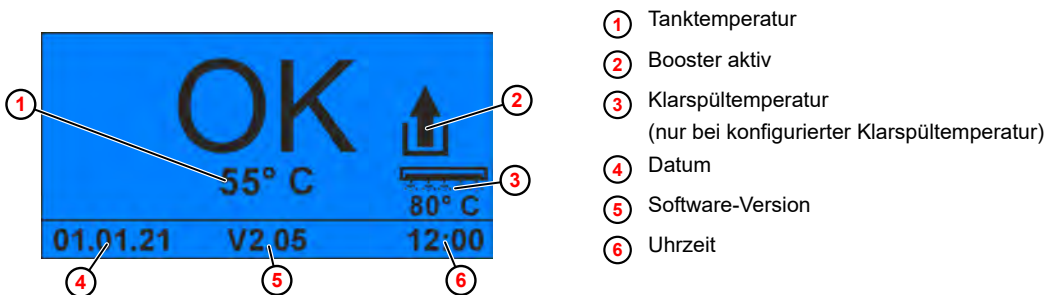 OK
55° C
80° C
01.01.21 V2.05 12:00
1
2
3
4
5
6
1 Tanktemperatur
2 Booster aktiv
3 Klarspültemperatur
(nur bei konfigurierter Klarspültemperatur)
4 Datum
5 Software-Version
6 Uhrzeit